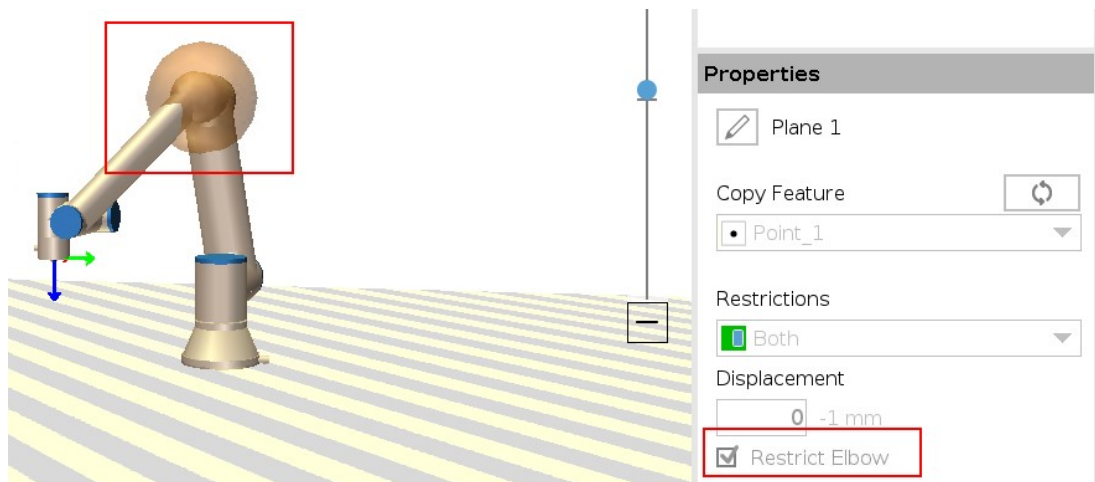 Properties
Plane 1
Copy Feature
Point_1
Restrictions
Both
Displacement
0 -1 mm
Restrict Elbow